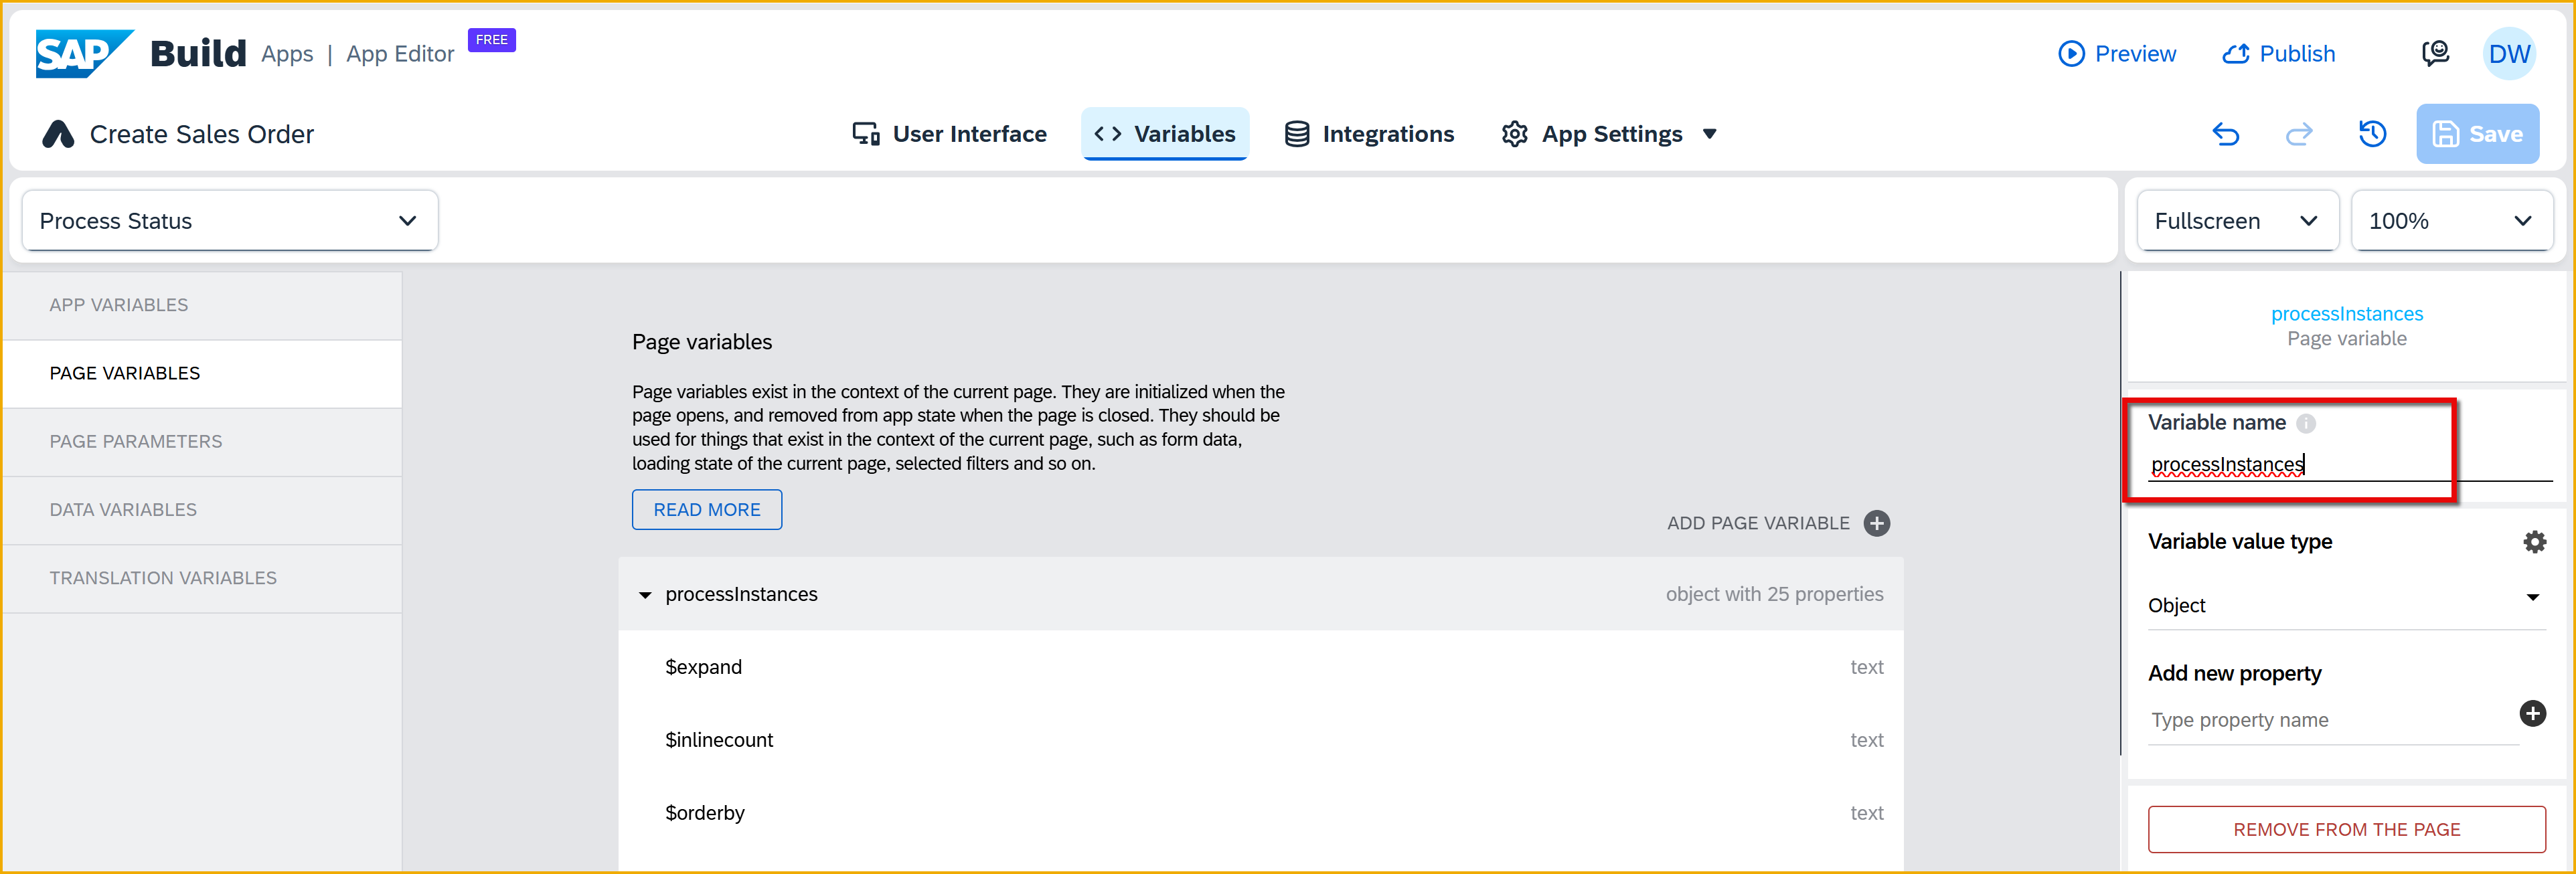 SAP Build Apps | App Editor FREE
Preview
Publish
DW
Create Sales Order
User Interface
Variables
Integrations
App Settings
Save
Process Status
Fullscreen
100%
APP VARIABLES
PAGE VARIABLES
PAGE PARAMETERS
DATA VARIABLES
TRANSLATION VARIABLES
Page variables
Page variables exist in the context of the current page. They are initialized when the
page opens, and removed from app state when the page is closed. They should be
used for things that exist in the context of the current page, such as form data,
loading state of the current page, selected filters and so on.
READ MORE
ADD PAGE VARIABLE
processInstances
object with 25 properties
$expand
text
$inlinecount
text
$orderby
text
processInstances
Page variable
Variable name
processInstances
Variable value type
Object
Add new property
Type property name
REMOVE FROM THE PAGE